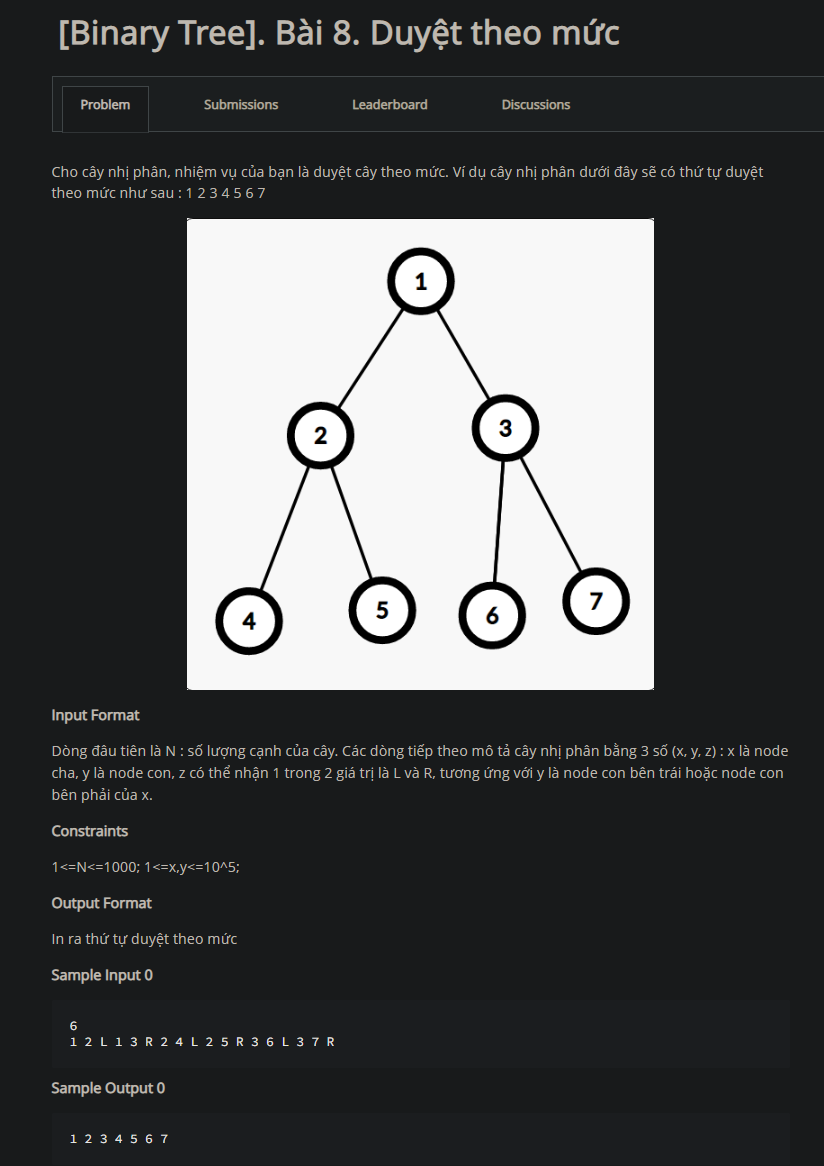 [Binary Tree]. Bài 8. Duyệt theo mức
Problem Submissions Leaderboard Discussions
Cho cây nhị phân, nhiệm vụ của bạn là duyệt cây theo mức. Ví dụ cây nhị phân dưới đây sẽ có thứ tự duyệt
theo mức như sau : 1 2 3 4 5 6 7
1
2 3
4 5 6 7
Input Format
Dòng đâu tiên là N : số lượng cạnh của cây. Các dòng tiếp theo mô tả cây nhị phân bằng 3 số (x, y, z) : x là node
cha, y là node con, z có thể nhận 1 trong 2 giá trị là L và R, tương ứng với y là node con bên trái hoặc node con
bên phải của x.
Constraints
1<=N<=1000; 1<=x,y<=10^5;
Output Format
In ra thứ tự duyệt theo mức
Sample Input 0
6
1 2 L 1 3 R 2 4 L 2 5 R 3 6 L 3 7 R
Sample Output 0
1 2 3 4 5 6 7